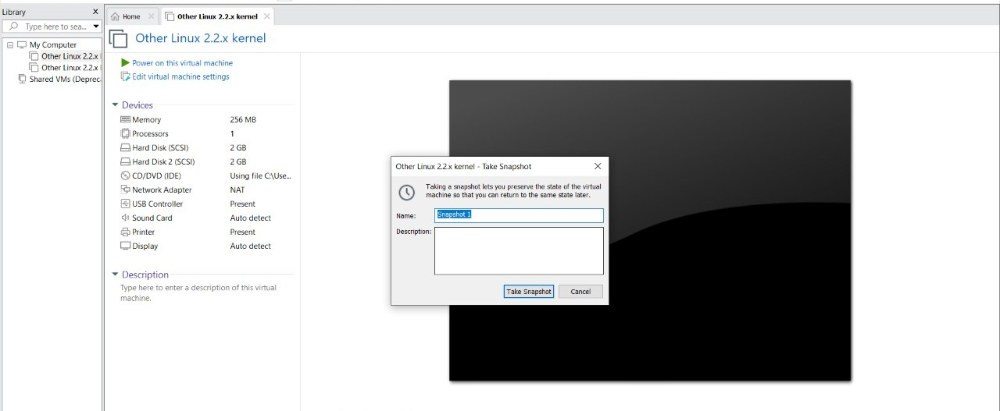 Library
Type here to sea...
My Computer
Other Linux 2.2.x
Other Linux 2.2.x
Shared VMs (Deprec
Home
Other Linux 2.2.x kernel
Other Linux 2.2.x kernel
Power on this virtual machine
Edit virtual machine settings
Devices
Memory 256 MB
Processors 1
Hard Disk (SCSI) 2 GB
Hard Disk 2 (SCSI) 2 GB
CD/DVD (IDE) Using file C:\Use...
Network Adapter NAT
USB Controller Present
Sound Card Auto detect
Printer Present
Display Auto detect
Description
Type here to enter a description of this virtual
machine.
Other Linux 2.2.x kernel - Take Snapshot
Taking a snapshot lets you preserve the state of the virtual
machine so that you can return to the same state later.
Name: Snapshot 1
Description:
Take Snapshot Cancel